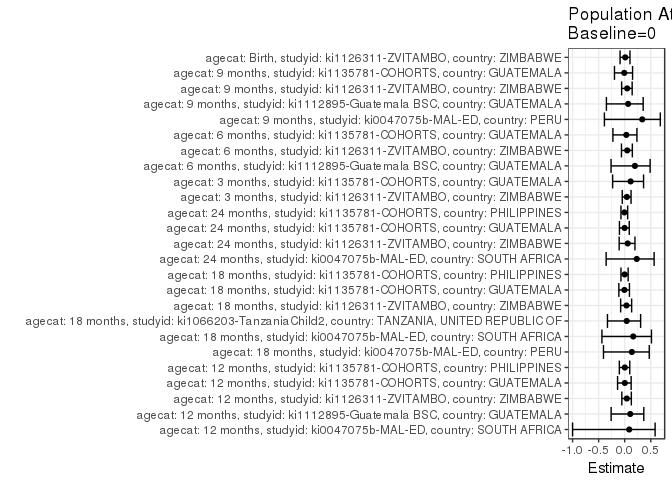 Population At
Baseline=0
agecat: Birth, studyid: ki1126311-ZVITAMBO, country: ZIMBABWE
agecat: 9 months, studyid: ki1135781-COHORTS, country: GUATEMALA
agecat: 9 months, studyid: ki1126311-ZVITAMBO, country: ZIMBABWE
agecat: 9 months, studyid: ki1112895-Guatemala BSC, country: GUATEMALA
agecat: 9 months, studyid: ki0047075b-MAL-ED, country: PERU
agecat: 6 months, studyid: ki1135781-COHORTS, country: GUATEMALA
agecat: 6 months, studyid: ki1126311-ZVITAMBO, country: ZIMBABWE
agecat: 6 months, studyid: ki1112895-Guatemala BSC, country: GUATEMALA
agecat: 3 months, studyid: ki1135781-COHORTS, country: GUATEMALA
agecat: 3 months, studyid: ki1126311-ZVITAMBO, country: ZIMBABWE
agecat: 24 months, studyid: ki1135781-COHORTS, country: PHILIPPINES
agecat: 24 months, studyid: ki1135781-COHORTS, country: GUATEMALA
agecat: 24 months, studyid: ki1126311-ZVITAMBO, country: ZIMBABWE
agecat: 24 months, studyid: ki0047075b-MAL-ED, country: SOUTH AFRICA
agecat: 18 months, studyid: ki1135781-COHORTS, country: PHILIPPINES
agecat: 18 months, studyid: ki1135781-COHORTS, country: GUATEMALA
agecat: 18 months, studyid: ki1126311-ZVITAMBO, country: ZIMBABWE
agecat: 18 months, studyid: ki1066203-TanzaniaChild2, country: TANZANIA, UNITED REPUBLIC OF
agecat: 18 months, studyid: ki0047075b-MAL-ED, country: SOUTH AFRICA
agecat: 18 months, studyid: ki0047075b-MAL-ED, country: PERU
agecat: 12 months, studyid: ki1135781-COHORTS, country: PHILIPPINES
agecat: 12 months, studyid: ki1135781-COHORTS, country: GUATEMALA
agecat: 12 months, studyid: ki1126311-ZVITAMBO, country: ZIMBABWE
agecat: 12 months, studyid: ki1112895-Guatemala BSC, country: GUATEMALA
agecat: 12 months, studyid: ki0047075b-MAL-ED, country: SOUTH AFRICA
-1.0 -0.5 0.0 0.5
Estimate